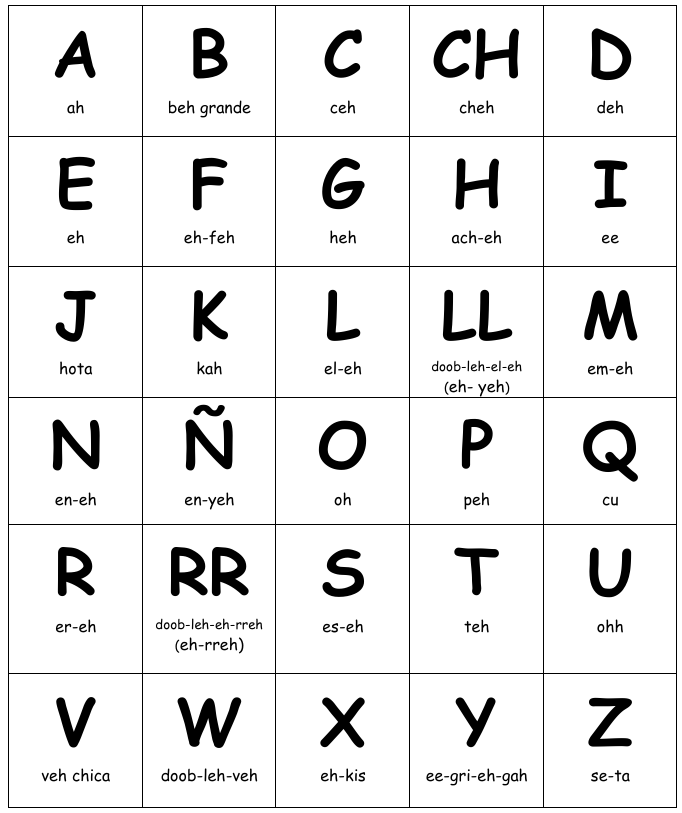 A B C CH D
ah beh grande ceh cheh deh
E F G H I
eh eh-feh heh ach-eh ee
J K L LL M
hota kah el-eh doob-leh-el-eh em-eh
(eh- yeh)
N Ñ O P Q
en-eh en-yeh oh peh cu
R RR S T U
er-eh doob-leh-eh-rreh es-eh teh ohh
(eh-rreh)
V W X Y Z
veh chica doob-leh-veh eh-kis ee-gri-eh-gah se-ta